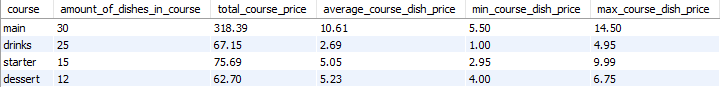 course amount_of_dishes_in_course total_course_price average_course_dish_price min_course_dish_price max_course_dish_price
main 30 318.39 10.61 5.50 14.50
drinks 25 67.15 2.69 1.00 4.95
starter 15 75.69 5.05 2.95 9.99
dessert 12 62.70 5.23 4.00 6.75